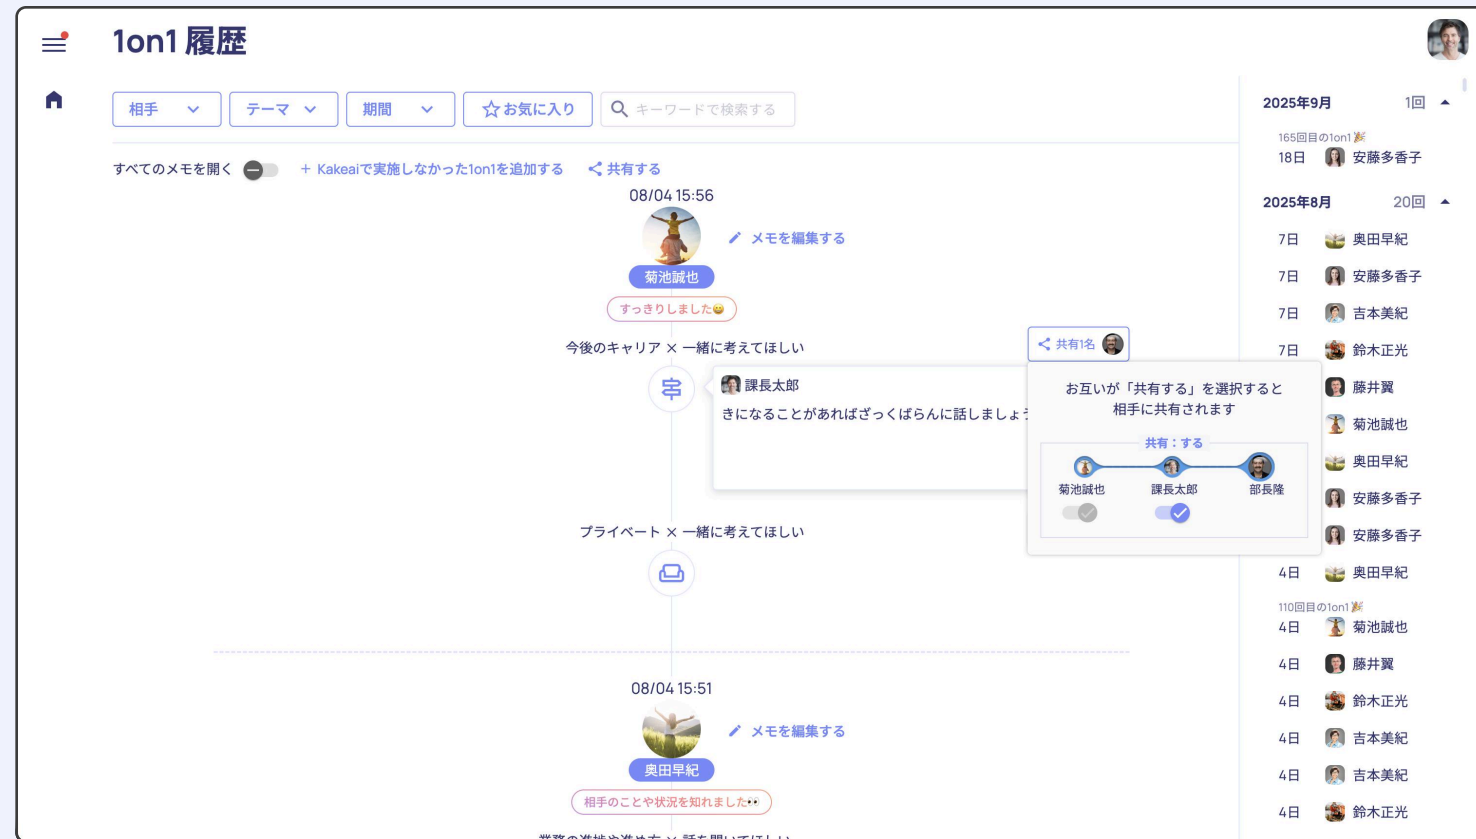 1on1 履歴
相手
テーマ
期間
お気に入り
キーワードで検索する
すべてのメモを開く
+ Kakeaiで実施しなかった1on1を追加する
共有する
08/04 15:56
メモを編集する
菊池誠也
すっきりしました😀
今後のキャリア × 一緒に考えてほしい
課長太郎
きになることがあればざっくばらんに話しましょう
共有1名
お互いが「共有する」を選択すると
相手に共有されます
共有：する
菊池誠也 課長太郎 部長隆
プライベート × 一緒に考えてほしい
08/04 15:51
メモを編集する
奥田早紀
相手のことや状況を知れました👀
業務の進捗や進め方 × 話を聞いてほしい
2025年9月 1回
165回目の1on1🎉
18日 安藤多香子
2025年8月 20回
7日 奥田早紀
7日 安藤多香子
7日 吉本美紀
7日 鈴木正光
藤井翼
菊池誠也
奥田早紀
安藤多香子
安藤多香子
4日 奥田早紀
110回目の1on1🎉
4日 菊池誠也
4日 藤井翼
4日 鈴木正光
4日 吉本美紀
4日 吉本美紀
4日 鈴木正光